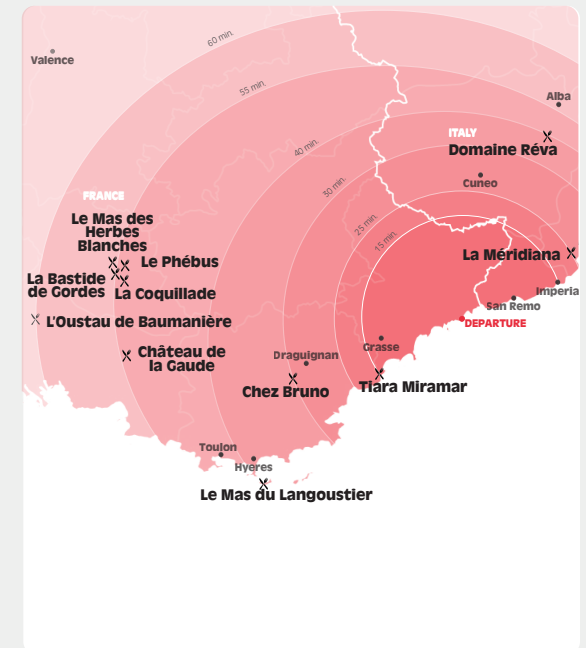 60 min.
Valence
55 min.
Alba
ITALY
40 min.
Domaine Réva
30 min.
Cuneo
FRANCE
Le Mas des
Herbes
Blanches
25 min.
15 min.
Le Phébus
La Méridiana
La Bastide
de Gordes
La Coquillade
Imperia
San Remo
L'Oustau de Baumanière
DEPARTURE
Grasse
Château de
la Gaude
Draguignan
Chez Bruno
Tiara Miramar
Toulon
Hyeres
Le Mas du Langoustier